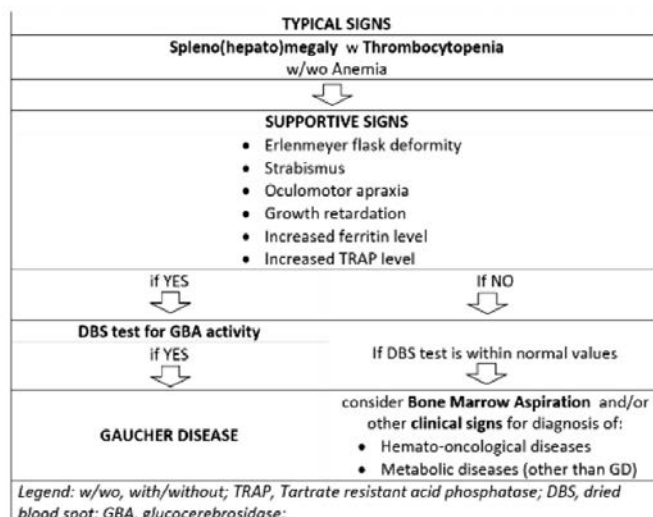 TYPICAL SIGNS
Spleno(hepato)megaly w Thrombocytopenia
w/wo Anemia
SUPPORTIVE SIGNS
• Erlenmeyer flask deformity
• Strabismus
• Oculomotor apraxia
• Growth retardation
• Increased ferritin level
• Increased TRAP level
if YES
If NO
DBS test for GBA activity
if YES
If DBS test is within normal values
GAUCHER DISEASE
consider Bone Marrow Aspiration and/or
other clinical signs for diagnosis of:
• Hemato-oncological diseases
• Metabolic diseases (other than GD)
Legend: w/wo, with/without; TRAP, Tartrate resistant acid phosphatase; DBS, dried
blood spot; GBA, glucocerebrosidase;